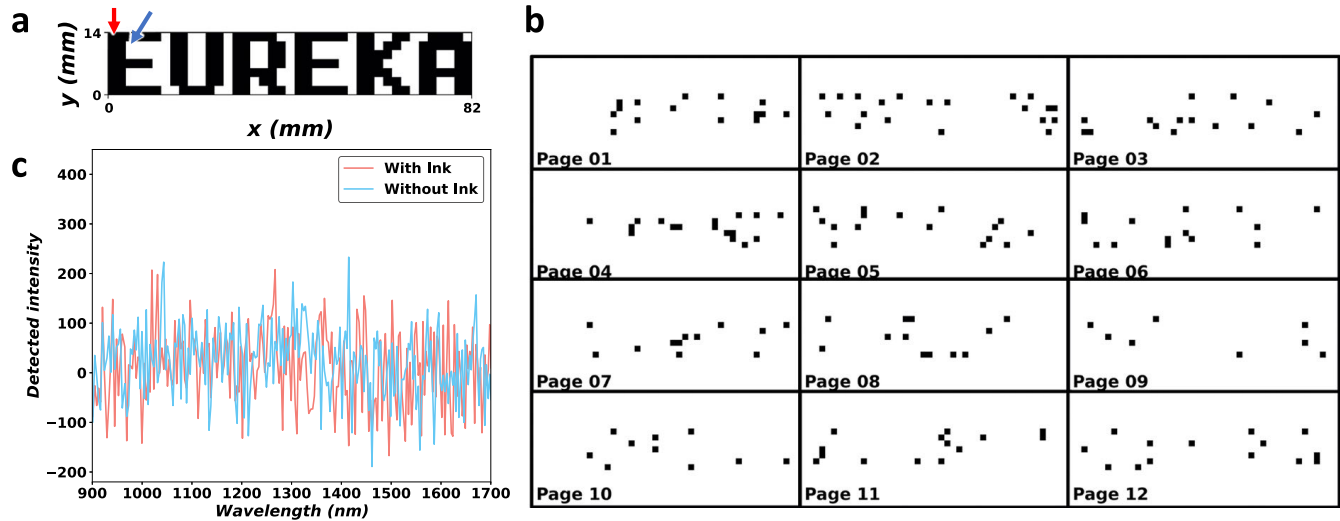 a
b
14
EUREKA
y (mm)
0
0
82
x (mm)
Page 01
Page 02
Page 03
Page 04
Page 05
Page 06
Page 07
Page 08
Page 09
Page 10
Page 11
Page 12
c
With Ink
Without Ink
Detected intensity
400
300
200
100
0
−100
−200
900 1000 1100 1200 1300 1400 1500 1600 1700
Wavelength (nm)